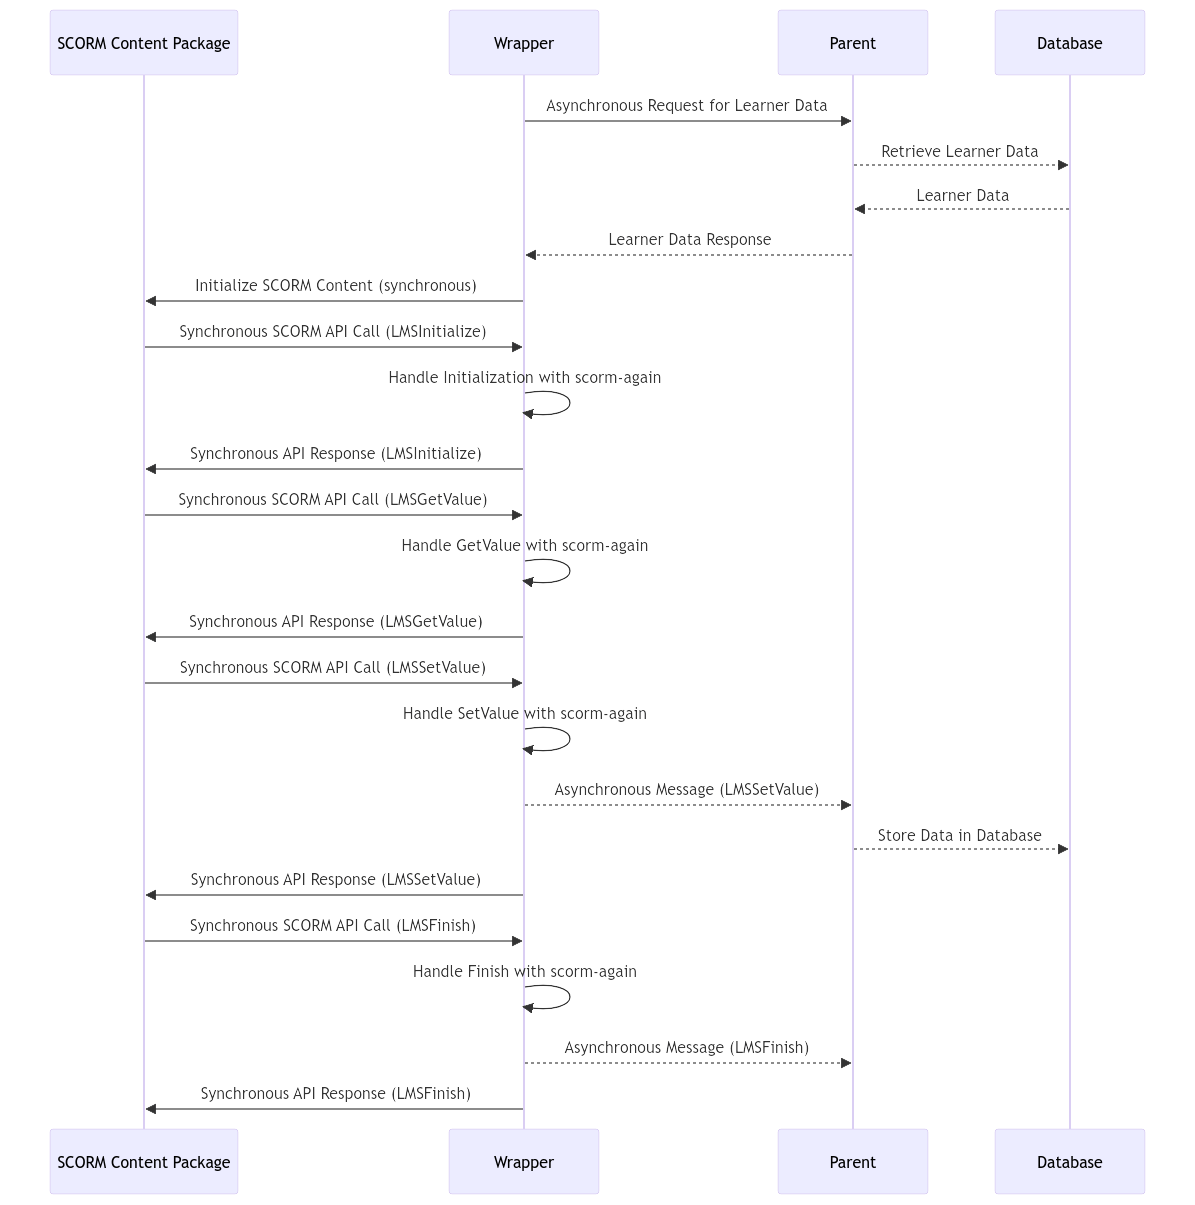 SCORM Content Package
Wrapper
Parent
Database
Asynchronous Request for Learner Data
Retrieve Learner Data
Learner Data
Learner Data Response
Initialize SCORM Content (synchronous)
Synchronous SCORM API Call (LMSInitialize)
Handle Initialization with scorm-again
Synchronous API Response (LMSInitialize)
Synchronous SCORM API Call (LMSGetValue)
Handle GetValue with scorm-again
Synchronous API Response (LMSGetValue)
Synchronous SCORM API Call (LMSSetValue)
Handle SetValue with scorm-again
Asynchronous Message (LMSSetValue)
Store Data in Database
Synchronous API Response (LMSSetValue)
Synchronous SCORM API Call (LMSFinish)
Handle Finish with scorm-again
Asynchronous Message (LMSFinish)
Synchronous API Response (LMSFinish)
SCORM Content Package
Wrapper
Parent
Database